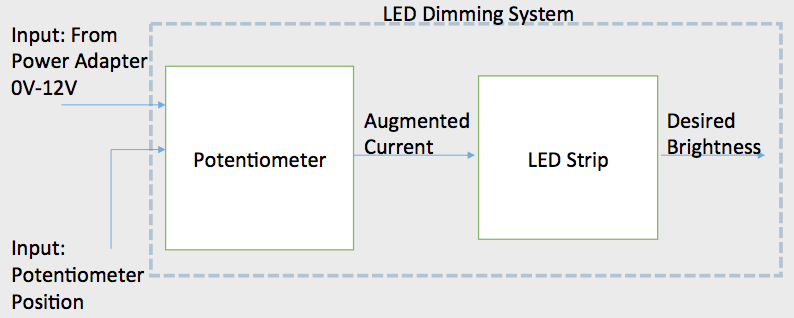 LED Dimming System
Input: From
Power Adapter
0V-12V
Potentiometer
Augmented
Current
LED Strip
Desired
Brightness
Input:
Potentiometer
Position